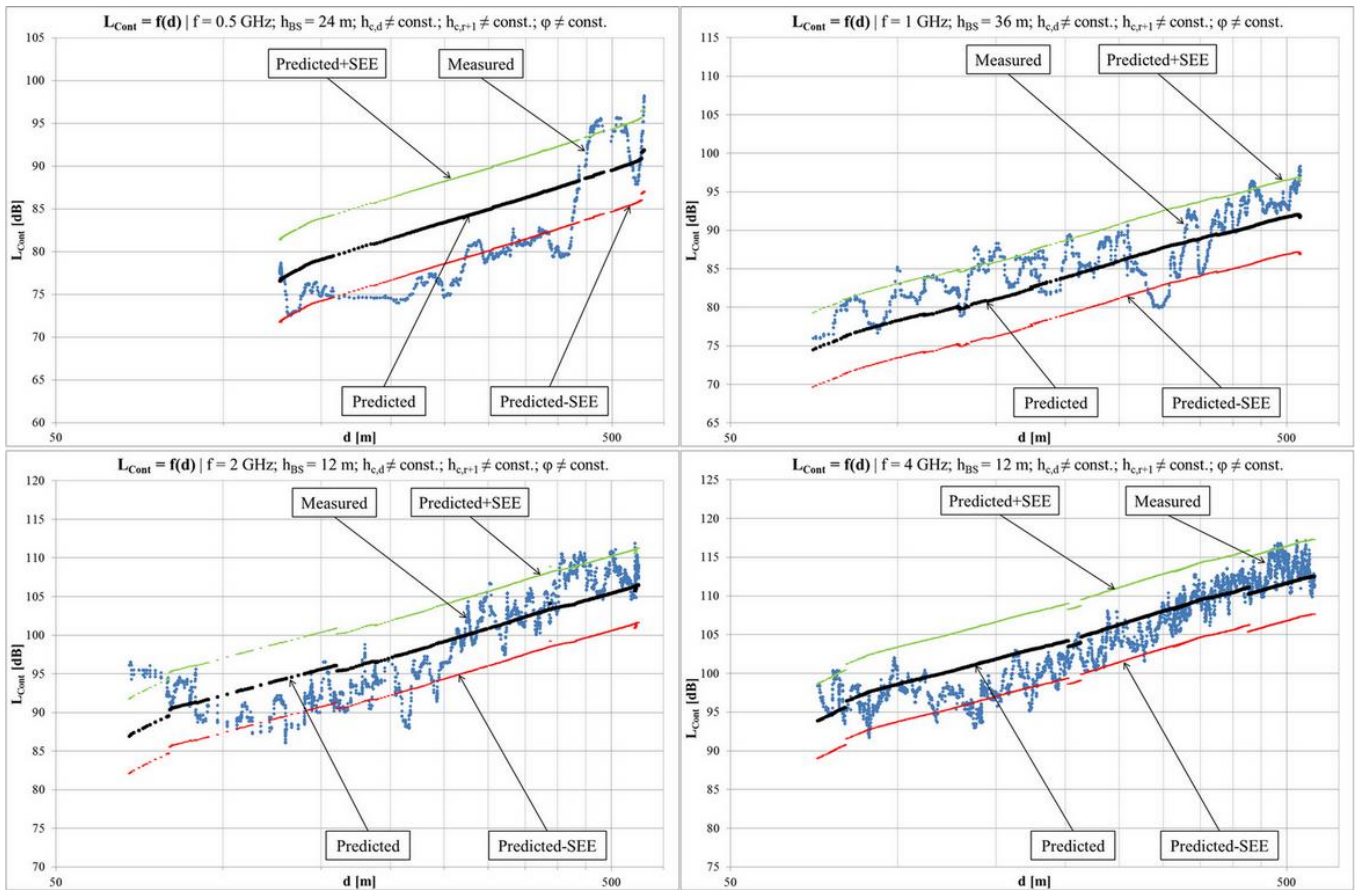 L_Cont = f(d) | f = 0.5 GHz; h_BS = 24 m; h_c,d ≠ const.; h_c,r+1 ≠ const.; φ ≠ const.
105
100
95
90
85
80
75
70
65
60
L_Cont [dB]
Predicted+SEE
Measured
Predicted
Predicted-SEE
50
500
d [m]
L_Cont = f(d) | f = 1 GHz; h_BS = 36 m; h_c,d ≠ const.; h_c,r+1 ≠ const.; φ ≠ const.
115
110
105
100
95
90
85
80
75
70
65
L_Cont [dB]
Predicted+SEE
Measured
Predicted
Predicted-SEE
50
500
d [m]
L_Cont = f(d) | f = 2 GHz; h_BS = 12 m; h_c,d ≠ const.; h_c,r+1 ≠ const.; φ ≠ const.
120
115
110
105
100
95
90
85
80
75
70
L_Cont [dB]
Measured
Predicted+SEE
Predicted
Predicted-SEE
50
500
d [m]
L_Cont = f(d) | f = 4 GHz; h_BS = 12 m; h_c,d ≠ const.; h_c,r+1 ≠ const.; φ ≠ const.
125
120
115
110
105
100
95
90
85
80
75
L_Cont [dB]
Predicted+SEE
Measured
Predicted
Predicted-SEE
50
500
d [m]